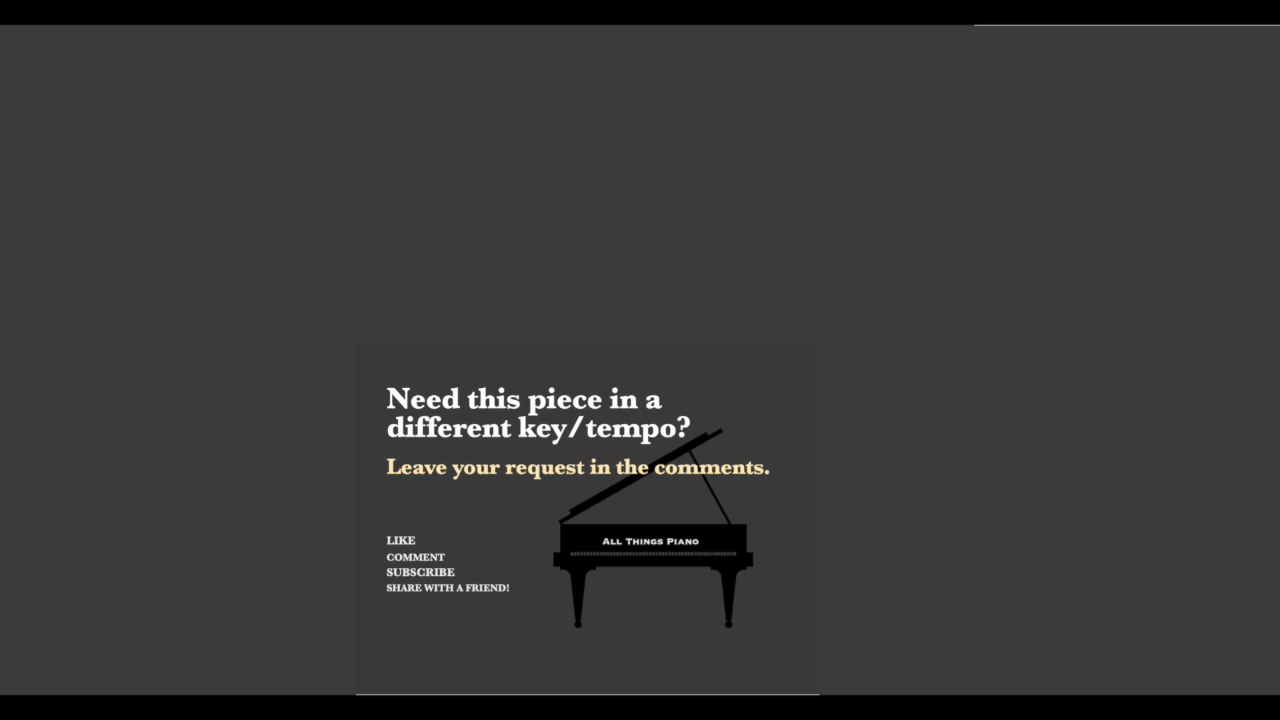 Need this piece in a
different key/tempo?
Leave your request in the comments.
LIKE
COMMENT
SUBSCRIBE
SHARE WITH A FRIEND!
ALL THINGS PIANO